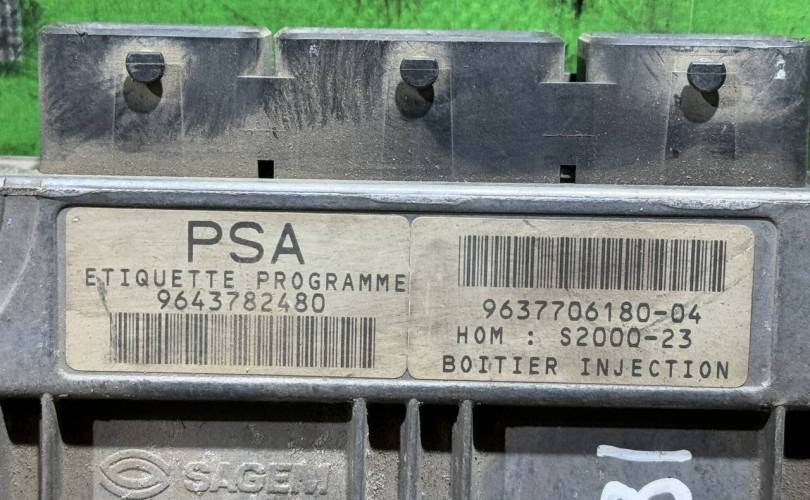 PSA
ETIQUETTE PROGRAMME
9643782480
9637706180-04
HOM : S2000-23
BOITIER INJECTION
SAGEM